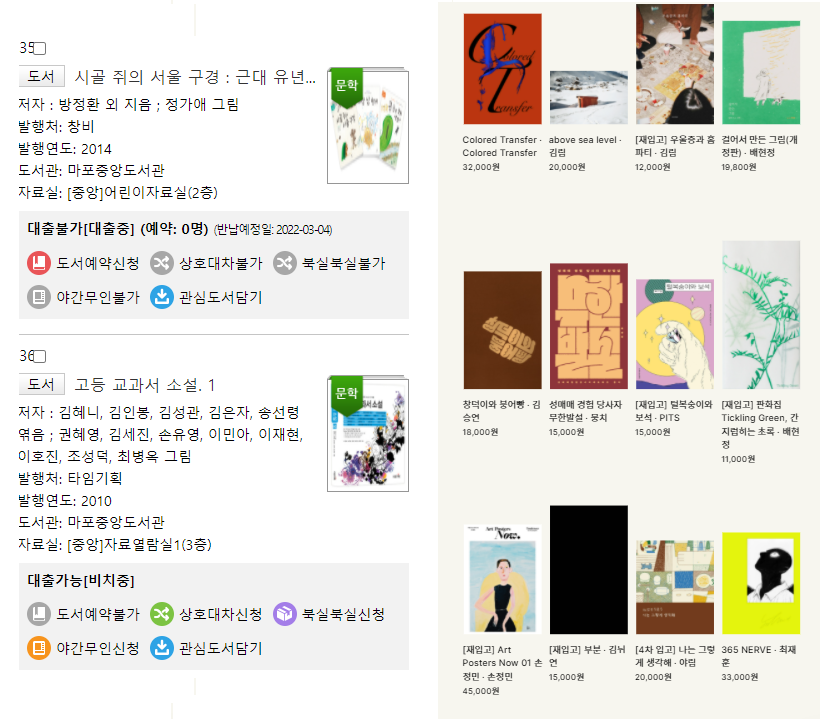 35
도서 시골 쥐의 서울 구경 : 근대 유년...
문학
저자 : 방정환 외 지음 ; 정가애 그림
발행처: 창비
발행연도: 2014
도서관: 마포중앙도서관
자료실: [중앙]어린이자료실(2층)
대출불가[대출중] (예약: 0명) (반납예정일: 2022-03-04)
도서예약신청 상호대차불가 북실북실불가
야간무인불가 관심도서담기
36
도서 고등 교과서 소설. 1
문학
저자 : 김혜니, 김인봉, 김성관, 김은자, 송선령
엮음 ; 권혜영, 김세진, 손유영, 이민아, 이재현,
이호진, 조성덕, 최병옥 그림
발행처: 타임기획
발행연도: 2010
도서관: 마포중앙도서관
자료실: [중앙]자료열람실1(3층)
대출가능[비치중]
도서예약불가 상호대차신청 북실북실신청
야간무인신청 관심도서담기
Colored
Transfer
Colored Transfer ·
Colored Transfer
32,000원
above sea level ·
김림
20,000원
[재입고] 우울증과 홈
파티 · 김림
12,000원
걸어서 만든 그림(개
정판) · 배현정
19,800원
창덕이와 붕어빵 · 김
승연
18,000원
성매매 경험 당사자
무한발설 · 봉치
15,000원
털복숭이와 보석
[재입고] 털복숭이와
보석 · PITS
15,000원
[재입고] 판화집
Tickling Green, 간
지럽히는 초록 · 배현
정
11,000원
Art Posters
Now.
[재입고] Art
Posters Now 01 손
정민 · 손정민
45,000원
[재입고] 부분 · 김뉘
연
15,000원
[4차 입고] 나는 그렇
게 생각해 · 야림
20,000원
365 NERVE · 최재
훈
33,000원